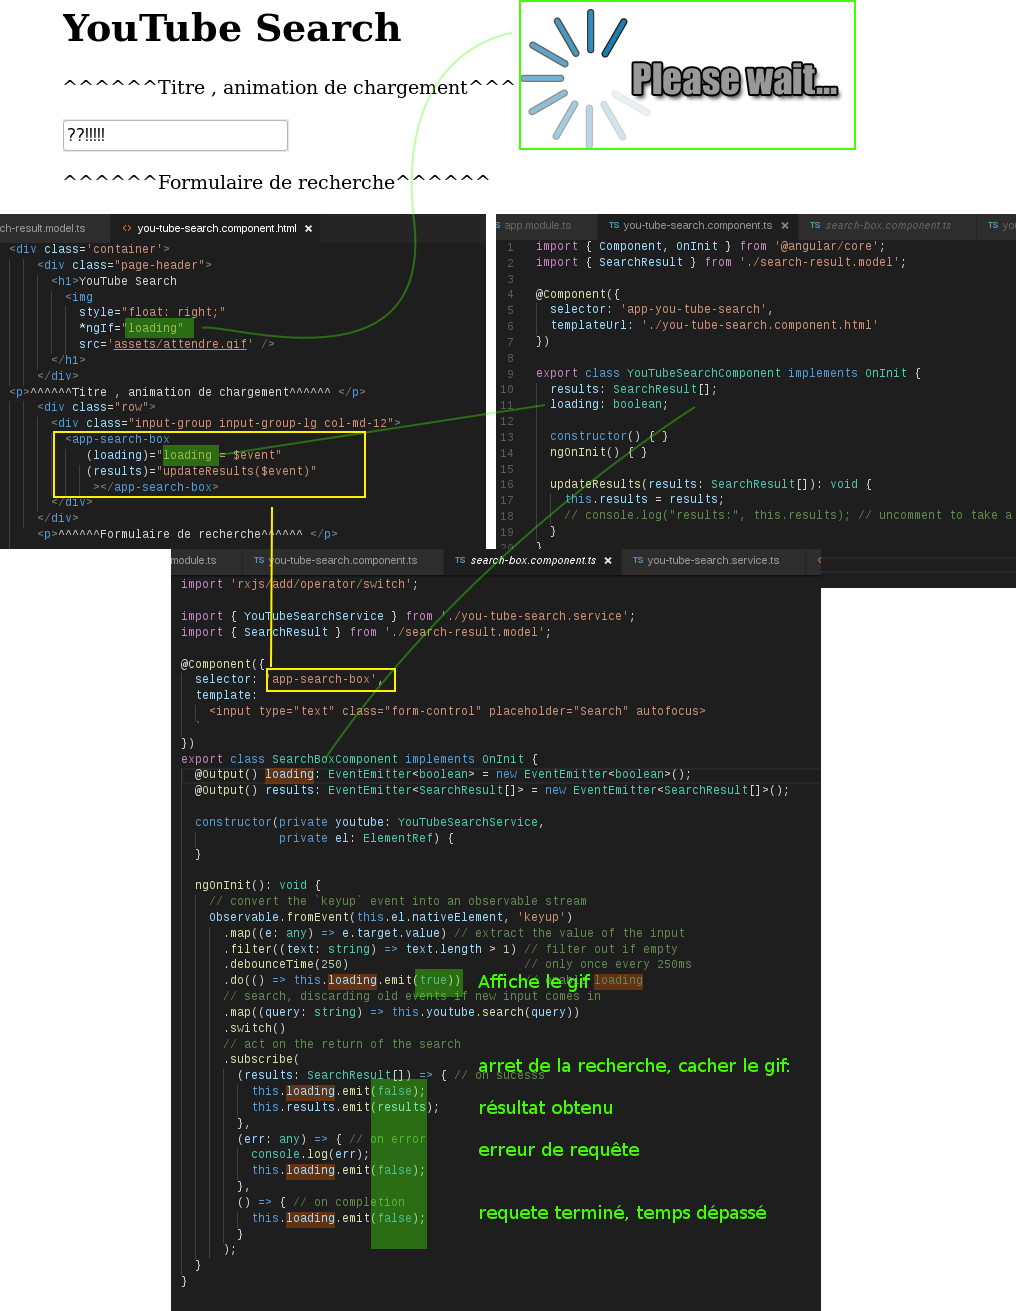 YouTube Search
^^^^^^Titre , animation de chargement^^^
Please wait...
??!!!!!
^^^^^^Formulaire de recherche^^^^^^
ch-result.model.ts
<> you-tube-search.component.html ×
<div class='container'>
<div class="page-header">
<h1>YouTube Search
<img
style="float: right;"
*ngIf="loading"
src='assets/attendre.gif' />
</h1>
</div>
<p>^^^^^^Titre , animation de chargement^^^^^^ </p>
<div class="row">
<div class="input-group input-group-lg col-md-12">
<app-search-box
(loading)="loading = $event"
(results)="updateResults($event)"
></app-search-box>
</div>
</div>
<p>^^^^^^Formulaire de recherche^^^^^^ </p>
S app.module.ts
TS you-tube-search.component.ts ×
TS search-box.component.ts
TS you
1 import { Component, OnInit } from '@angular/core';
2 import { SearchResult } from './search-result.model';
3
4 @Component({
5 selector: 'app-you-tube-search',
6 templateUrl: './you-tube-search.component.html'
7 })
8
9 export class YouTubeSearchComponent implements OnInit {
10 results: SearchResult[];
11 loading: boolean;
12
13 constructor() { }
14 ngOnInit() { }
15
16 updateResults(results: SearchResult[]): void {
17 this.results = results;
18 // console.log("results:", this.results); // uncomment to take a
19 }
20 }
module.ts
TS you-tube-search.component.ts
TS search-box.component.ts ×
TS you-tube-search.service.ts
import 'rxjs/add/operator/switch';
import { YouTubeSearchService } from './you-tube-search.service';
import { SearchResult } from './search-result.model';
@Component({
selector: 'app-search-box',
template: `
<input type="text" class="form-control" placeholder="Search" autofocus>
`
})
export class SearchBoxComponent implements OnInit {
@Output() loading: EventEmitter<boolean> = new EventEmitter<boolean>();
@Output() results: EventEmitter<SearchResult[]> = new EventEmitter<SearchResult[]>();
constructor(private youtube: YouTubeSearchService,
private el: ElementRef) {
}
ngOnInit(): void {
// convert the `keyup` event into an observable stream
Observable.fromEvent(this.el.nativeElement, 'keyup')
.map((e: any) => e.target.value) // extract the value of the input
.filter((text: string) => text.length > 1) // filter out if empty
.debounceTime(250) // only once every 250ms
.do(() => this.loading.emit(true)) // enable loading
Affiche le gif
// search, discarding old events if new input comes in
.map((query: string) => this.youtube.search(query))
.switch()
// act on the return of the search
.subscribe(
arret de la recherche, cacher le gif:
(results: SearchResult[]) => { // on sucesss
this.loading.emit(false);
this.results.emit(results);
résultat obtenu
},
(err: any) => { // on error
erreur de requête
console.log(err);
this.loading.emit(false);
},
() => { // on completion
requete terminé, temps dépassé
this.loading.emit(false);
}
);
}
}